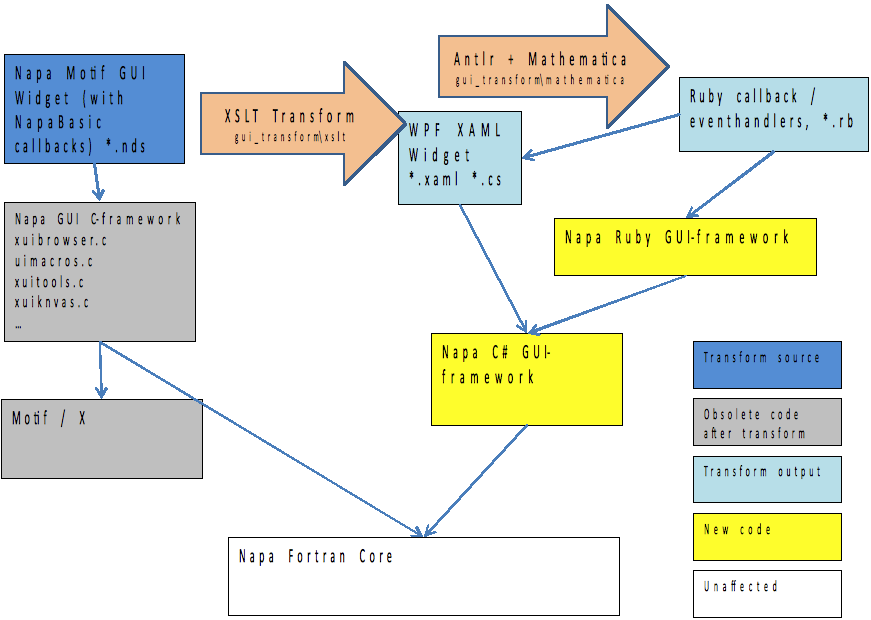 Napa Motif GUI
Widget (with
NapaBasic
callbacks) *.nds
XSLT Transform
gui_transform\xslt
Antlr + Mathematica
gui_transform\mathematica
WPF XAML
Widget
*.xaml *.cs
Ruby callback /
eventhandlers, *.rb
Napa GUI C-framework
xuibrowser.c
uimacros.c
xuitools.c
xuiknvas.c
…
Napa Ruby GUI-framework
Napa C# GUI-
framework
Motif / X
Napa Fortran Core
Transform source
Obsolete code
after transform
Transform output
New code
Unaffected